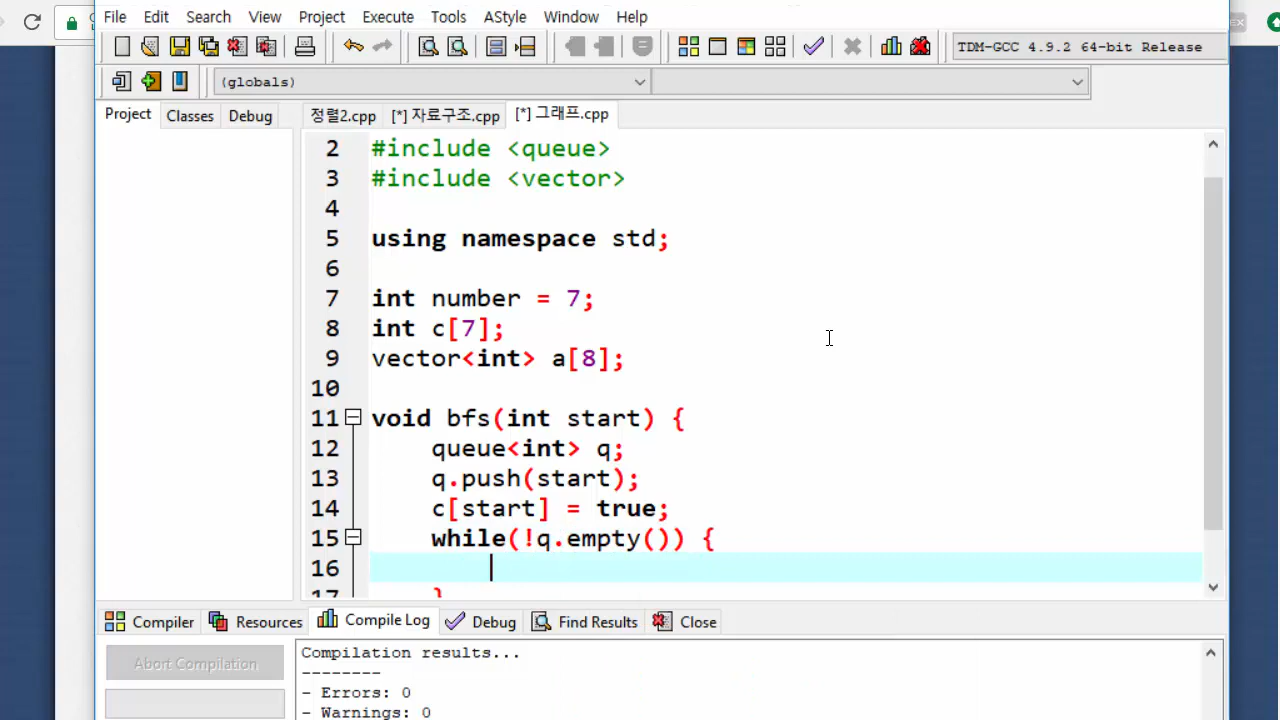 File Edit Search View Project Execute Tools AStyle Window Help
TDM-GCC 4.9.2 64-bit Release
(globals)
Project Classes Debug
정렬2.cpp [*] 자료구조.cpp [*] 그래프.cpp
2 #include <queue>
3 #include <vector>
4
5 using namespace std;
6
7 int number = 7;
8 int c[7];
9 vector<int> a[8];
10
11 void bfs(int start) {
12 queue<int> q;
13 q.push(start);
14 c[start] = true;
15 while(!q.empty()) {
16
17 }
Compiler Resources Compile Log Debug Find Results Close
Abort Compilation
Compilation results...
--------
- Errors: 0
- Warnings: 0